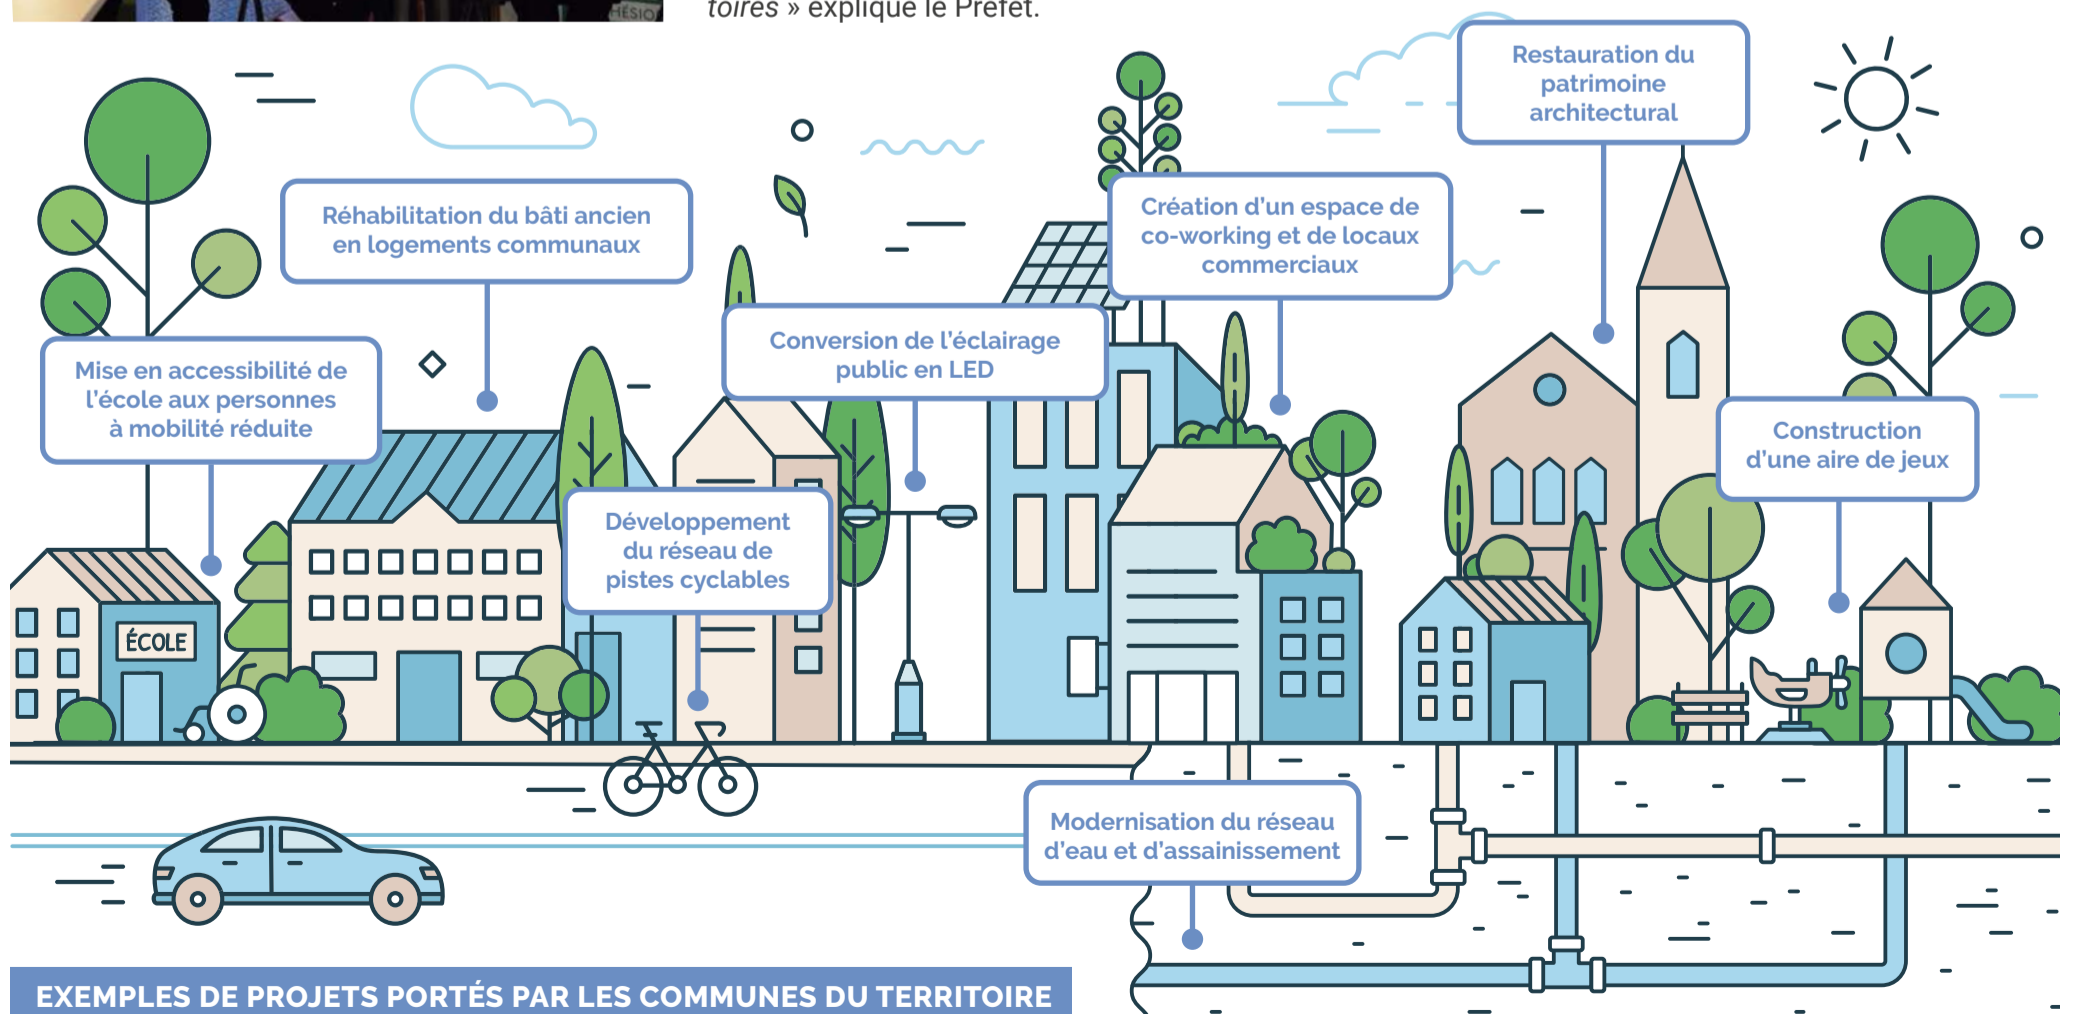 HÉSIO
toires » explique le Préfet.
Restauration du
patrimoine
architectural
Réhabilitation du bâti ancien
en logements communaux
Création d'un espace de
co-working et de locaux
commerciaux
Conversion de l'éclairage
public en LED
Mise en accessibilité de
l'école aux personnes
à mobilité réduite
Construction
d'une aire de jeux
Développement
du réseau de
pistes cyclables
ÉCOLE
Modernisation du réseau
d'eau et d'assainissement
EXEMPLES DE PROJETS PORTÉS PAR LES COMMUNES DU TERRITOIRE